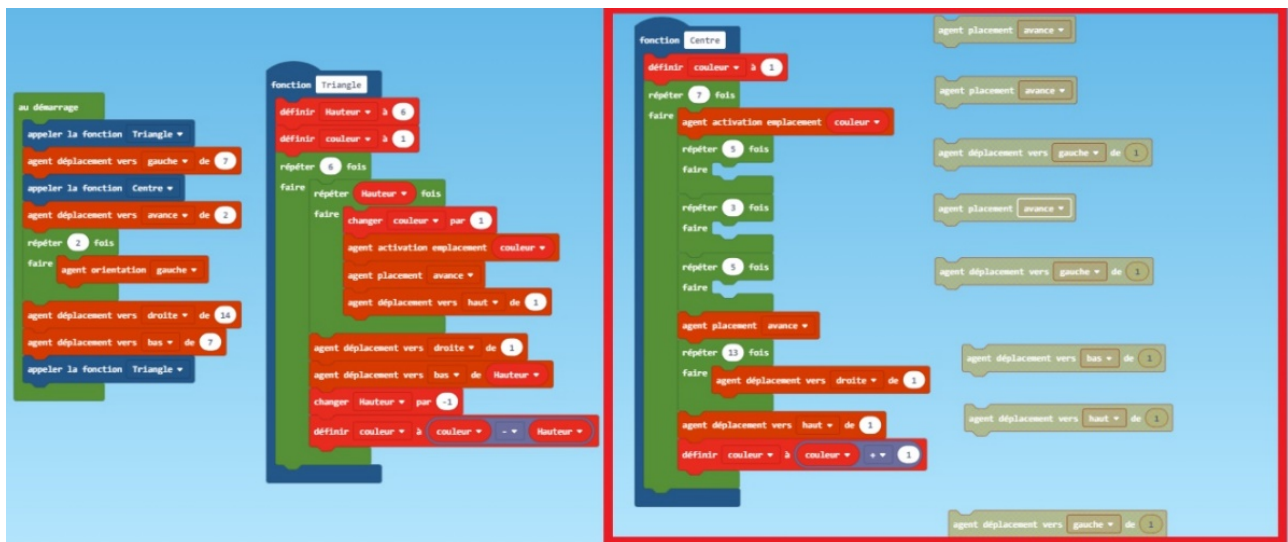 au démarrage
appeler la fonction Triangle
agent déplacement vers gauche de 7
appeler la fonction Centre
agent déplacement vers avance de 2
répéter 2 fois
faire agent orientation gauche
agent déplacement vers droite de 14
agent déplacement vers bas de 7
appeler la fonction Triangle
fonction Triangle
définir Hauteur à 6
définir couleur à 1
répéter 6 fois
faire répéter Hauteur fois
faire changer couleur par 1
agent activation emplacement couleur
agent placement avance
agent déplacement vers haut de 1
agent déplacement vers droite de 1
agent déplacement vers bas de Hauteur
changer Hauteur par -1
définir couleur à couleur - Hauteur
fonction Centre
définir couleur à 1
répéter 7 fois
faire agent activation emplacement couleur
répéter 5 fois
faire
répéter 3 fois
faire
répéter 5 fois
faire
agent placement avance
répéter 13 fois
faire agent déplacement vers droite de 1
agent déplacement vers haut de 1
définir couleur à couleur + 1
agent placement avance
agent placement avance
agent déplacement vers gauche de 1
agent placement avance
agent déplacement vers gauche de 1
agent déplacement vers bas de 1
agent déplacement vers haut de 1
agent déplacement vers gauche de 1